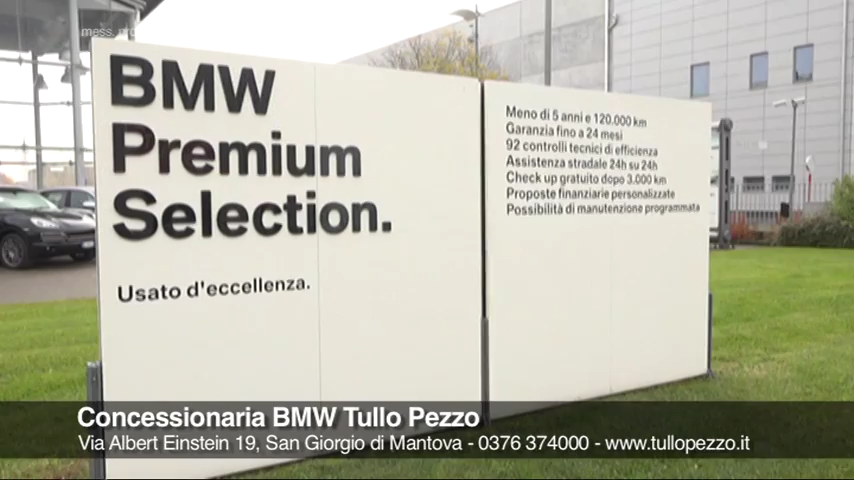 mess. pro
BMW
Premium
Selection.
Usato d'eccellenza.
Meno di 5 anni e 120.000 km
Garanzia fino a 24 mesi
92 controlli tecnici di efficienza
Assistenza stradale 24h su 24h
Check up gratuito dopo 3.000 km
Proposte finanziarie personalizzate
Possibilità di manutenzione programmata
Concessionaria BMW Tullo Pezzo
Via Albert Einstein 19, San Giorgio di Mantova - 0376 374000 - www.tullopezzo.it